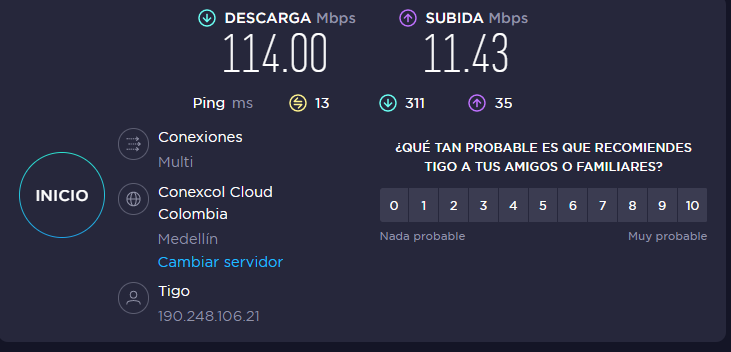 DESCARGA Mbps
114.00
SUBIDA Mbps
11.43
Ping ms
13
311
35
INICIO
Conexiones
Multi
Conexcol Cloud
Colombia
Medellín
Cambiar servidor
Tigo
190.248.106.21
¿QUÉ TAN PROBABLE ES QUE RECOMIENDES
TIGO A TUS AMIGOS O FAMILIARES?
0 1 2 3 4 5 6 7 8 9 10
Nada probable
Muy probable